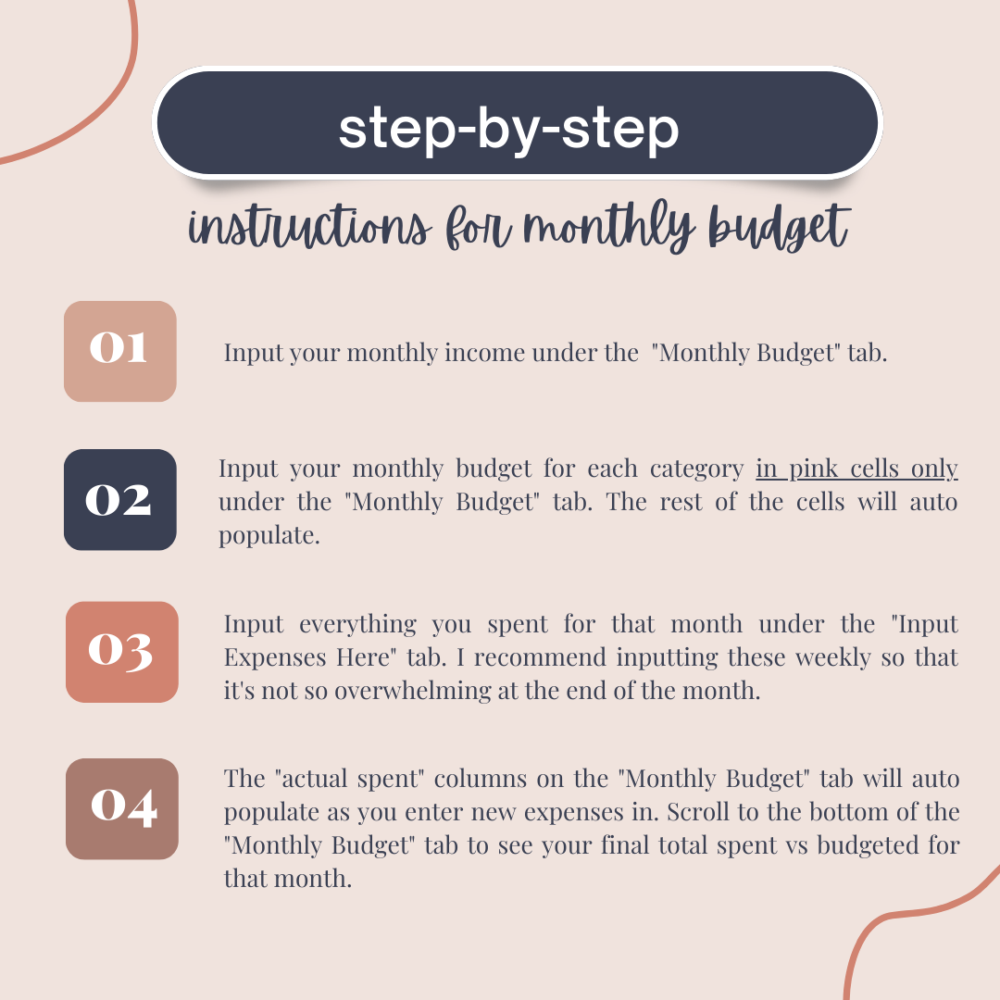 step-by-step
instructions for monthly budget
01
Input your monthly income under the "Monthly Budget" tab.
02
Input your monthly budget for each category in pink cells only
under the "Monthly Budget" tab. The rest of the cells will auto
populate.
03
Input everything you spent for that month under the "Input
Expenses Here" tab. I recommend inputting these weekly so that
it's not so overwhelming at the end of the month.
04
The "actual spent" columns on the "Monthly Budget" tab will auto
populate as you enter new expenses in. Scroll to the bottom of the
"Monthly Budget" tab to see your final total spent vs budgeted for
that month.